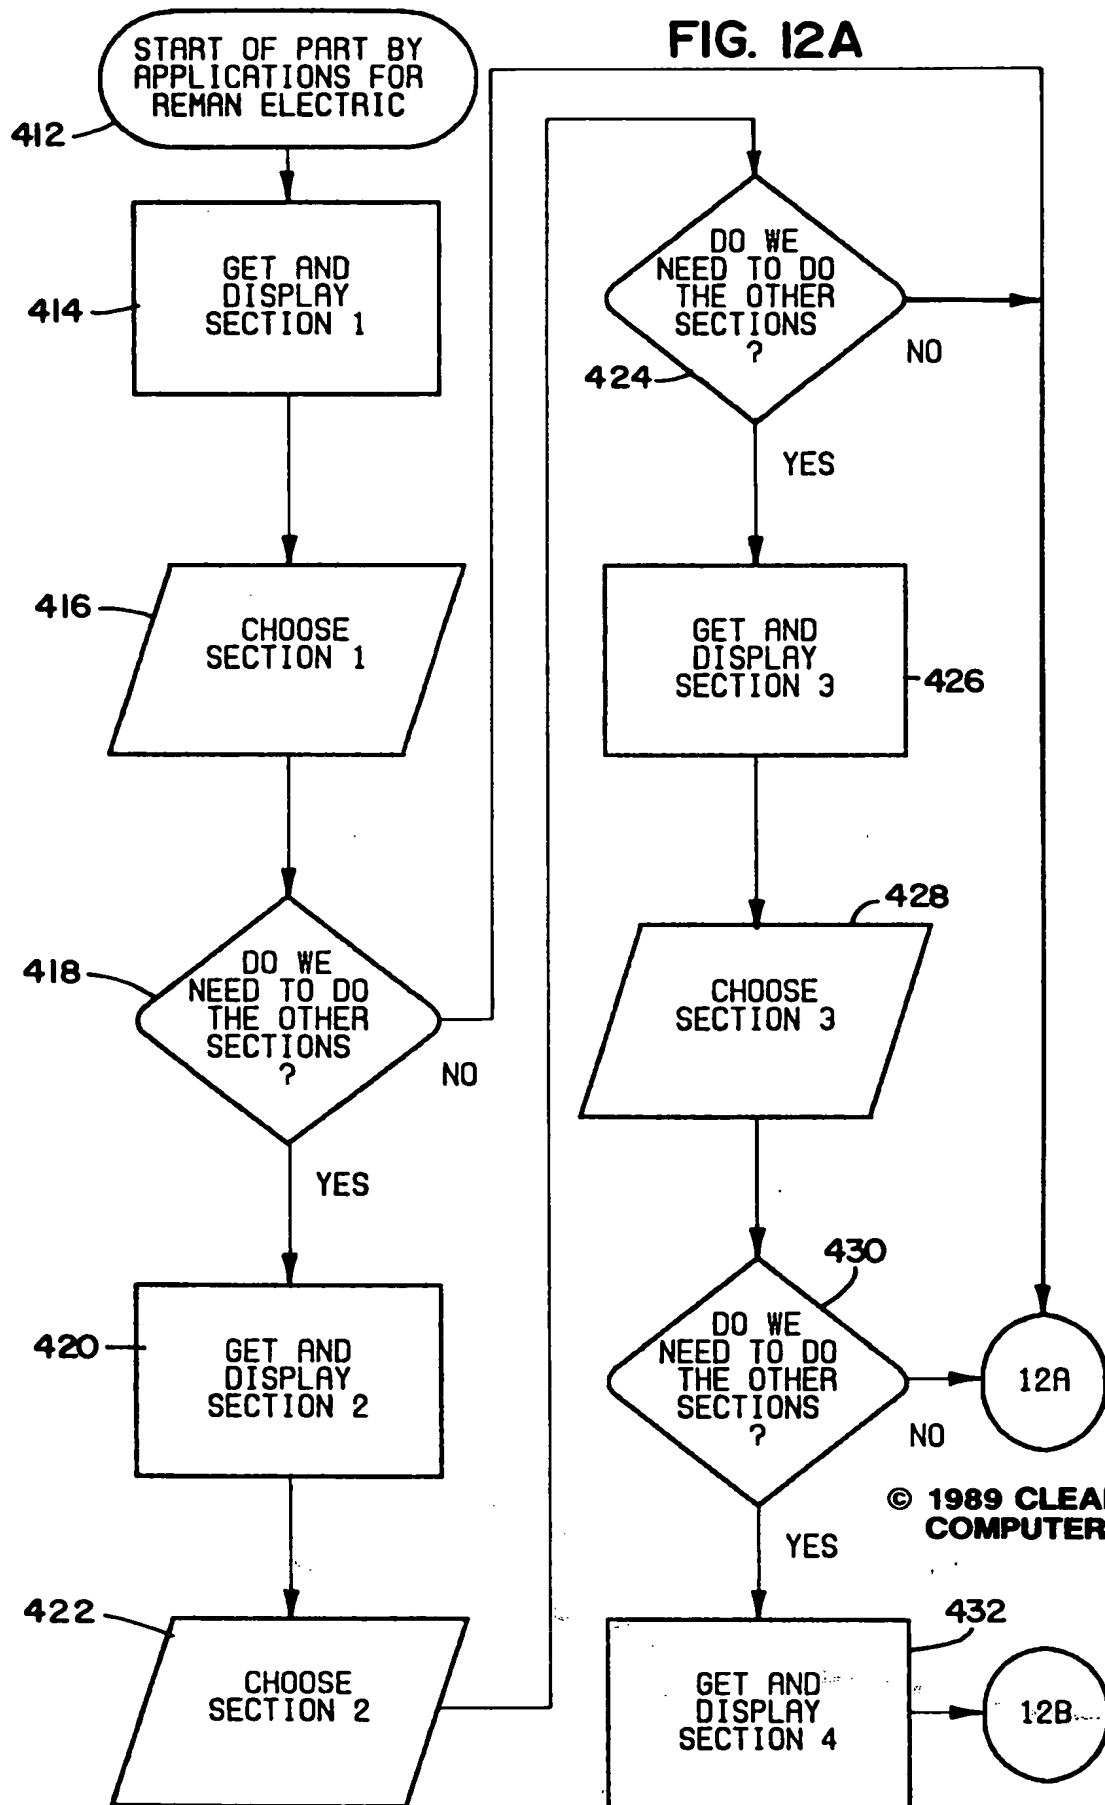 FIG. 12A
START OF PART BY
APPLICATIONS FOR
REMAN ELECTRIC
412
GET AND
DISPLAY
SECTION 1
414
416
CHOOSE
SECTION 1
418
DO WE
NEED TO DO
THE OTHER
SECTIONS
?
NO
YES
420
GET AND
DISPLAY
SECTION 2
422
CHOOSE
SECTION 2
DO WE
NEED TO DO
THE OTHER
SECTIONS
?
424
NO
YES
GET AND
DISPLAY
SECTION 3
426
428
CHOOSE
SECTION 3
430
DO WE
NEED TO DO
THE OTHER
SECTIONS
?
NO
12A
YES
© 1989 CLEA
COMPUTER
432
GET AND
DISPLAY
SECTION 4
12B